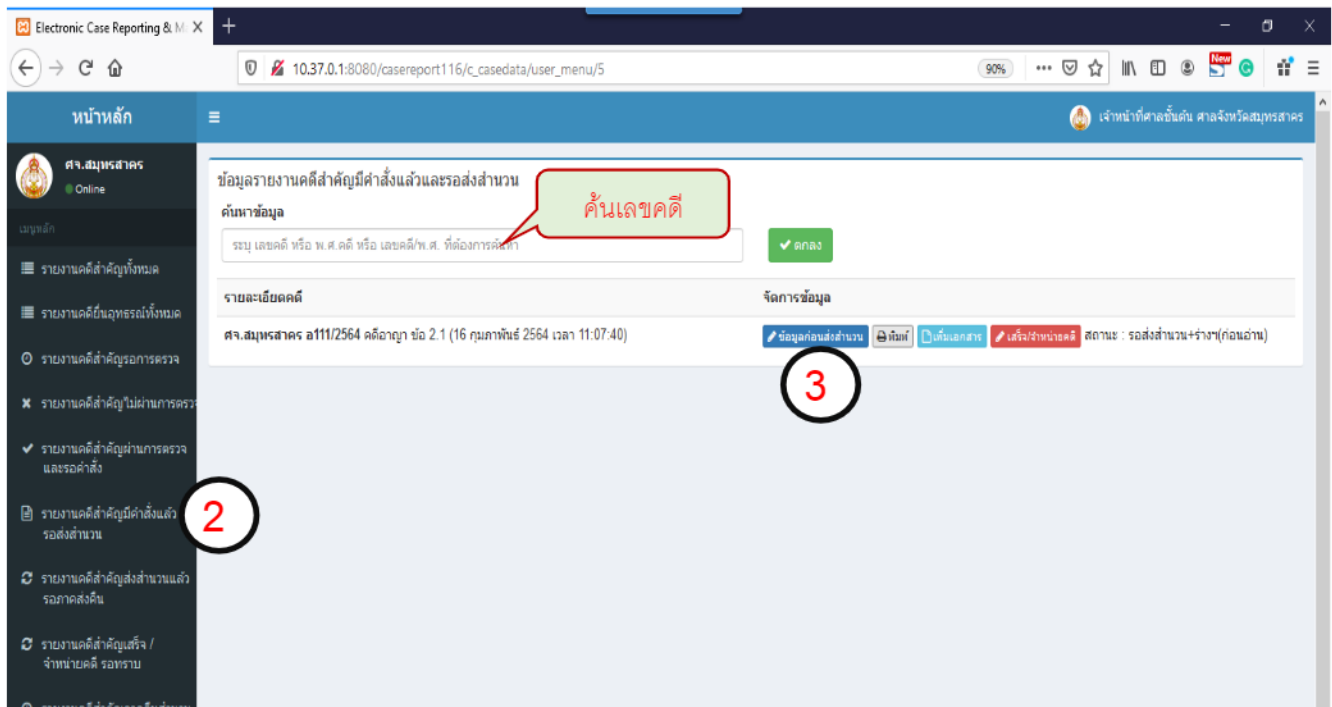 Electronic Case Reporting & M
10.37.0.1:8080/casereport116/c_casedata/user_menu/5
90%
New
หน้าหลัก
เจ้าหน้าที่ศาลชั้นต้น ศาลจังหวัดสมุทรสาคร
ศจ.สมุทรสาคร
Online
เมนูหลัก
ข้อมูลรายงานคดีสำคัญมีคำสั่งแล้วและรอส่งสำนวน
ค้นหาข้อมูล
ค้นเลขคดี
ระบุ เลขคดี หรือ พ.ศ.คดี หรือ เลขคดี/พ.ศ. ที่ต้องการค้นหา
ตกลง
รายละเอียดคดี
จัดการข้อมูล
ศจ.สมุทรสาคร อ111/2564 คดีอาญา ข้อ 2.1 (16 กุมภาพันธ์ 2564 เวลา 11:07:40)
ข้อมูลก่อนส่งสำนวน พิมพ์ เพิ่มเอกสาร เสร็จ/จำหน่ายคดี สถานะ : รอส่งสำนวน+ร่างฯ(ก่อนอ่าน)
3
รายงานคดีสำคัญทั้งหมด
รายงานคดียื่นอุทธรณ์ทั้งหมด
รายงานคดีสำคัญรอการตรวจ
รายงานคดีสำคัญไม่ผ่านการตรวจ
รายงานคดีสำคัญผ่านการตรวจ
และรอคำสั่ง
รายงานคดีสำคัญมีคำสั่งแล้ว
รอส่งสำนวน
2
รายงานคดีสำคัญส่งสำนวนแล้ว
รอภาคส่งคืน
รายงานคดีสำคัญเสร็จ /
จำหน่ายคดี รอทราบ